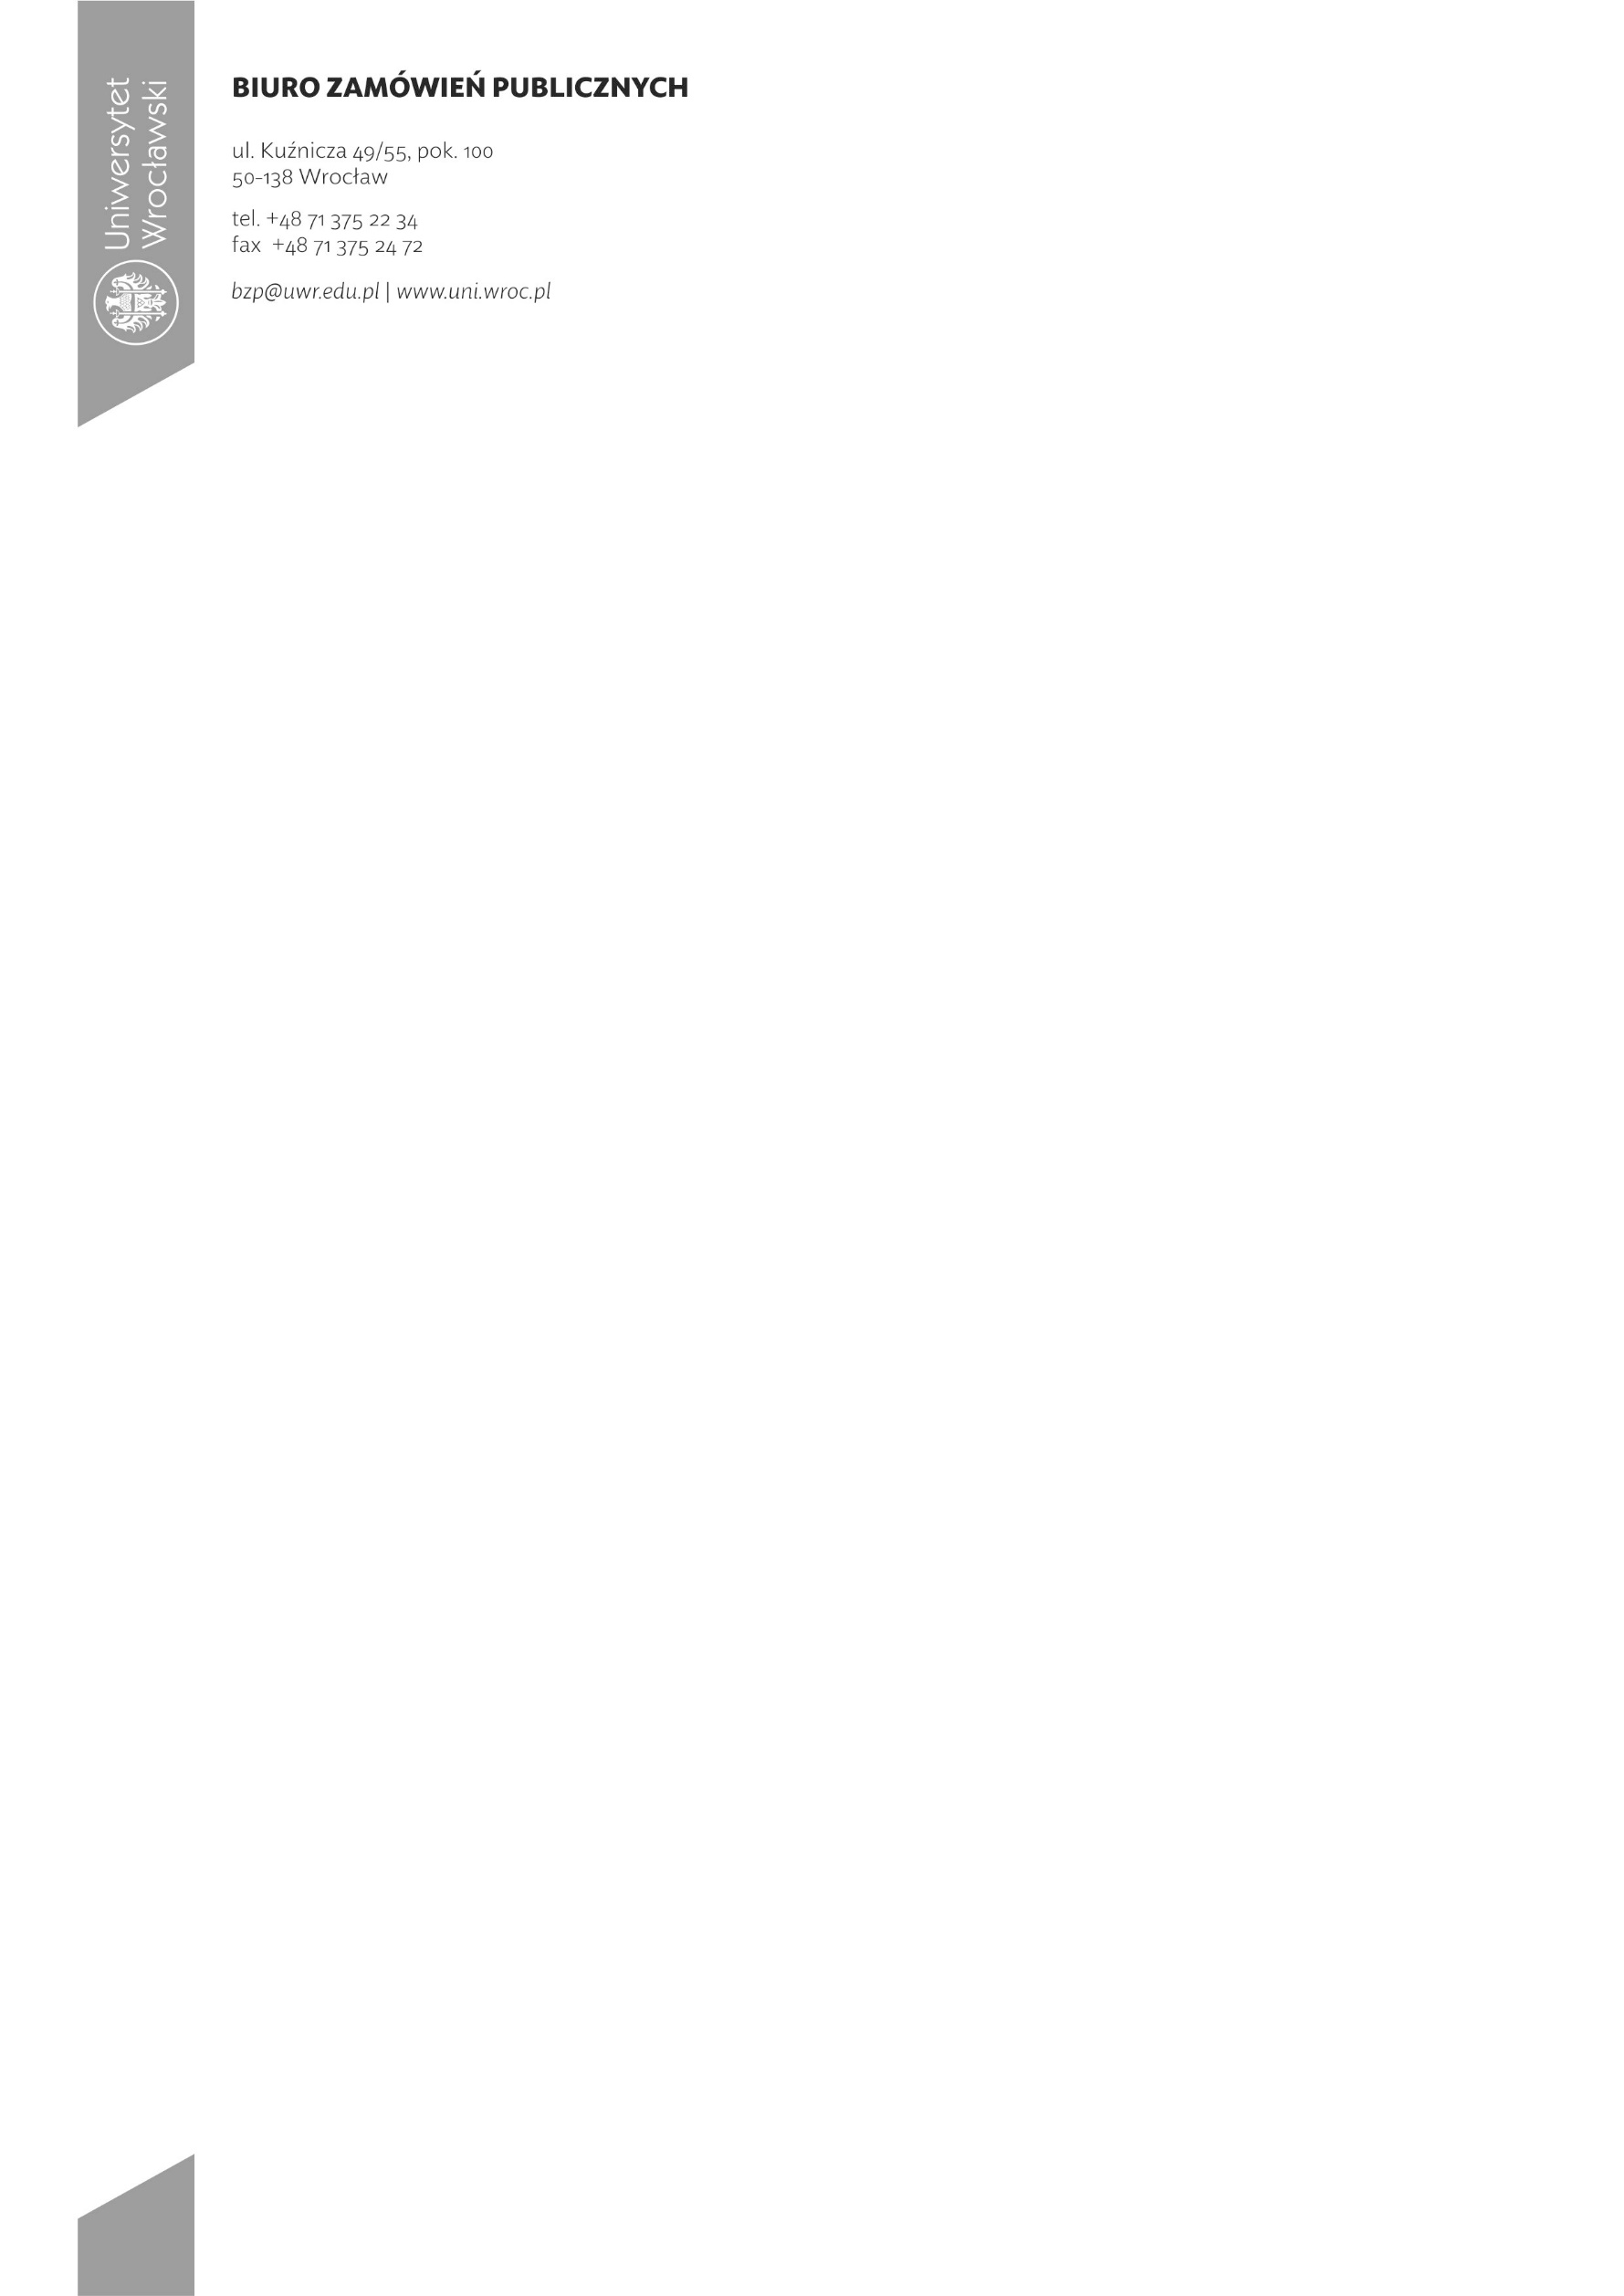 Uniwersytet
Wrocławski
BIURO ZAMÓWIEŃ PUBLICZNYCH
ul. Kuźnicza 49/55, pok. 100
50-138 Wrocław
tel. +48 71 375 22 34
fax  +48 71 375 24 72
bzp@uwr.edu.pl | www.uni.wroc.pl